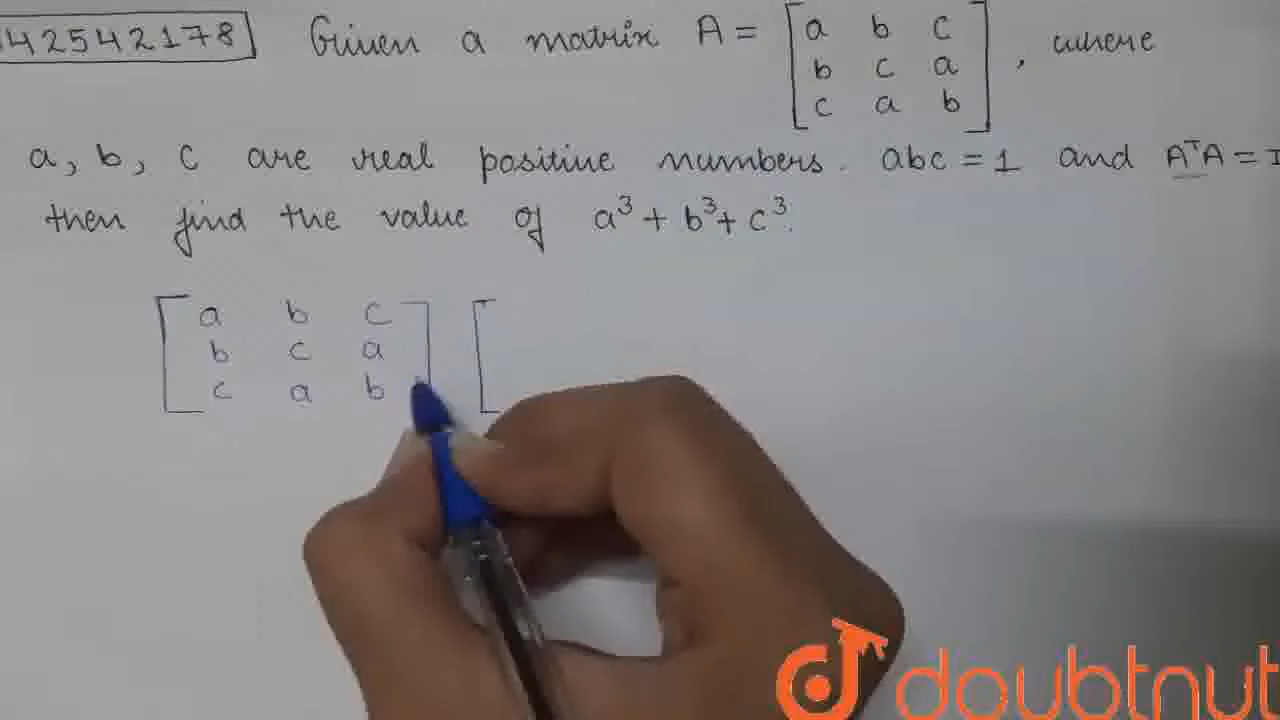 42542178 Given a matrix A = [a b c
b c a
c a b], where
a, b, c are real positive numbers. abc = 1 and AᵀA = I
then find the value of a³ + b³ + c³.
[a b c
b c a
c a b] [
doubtnut